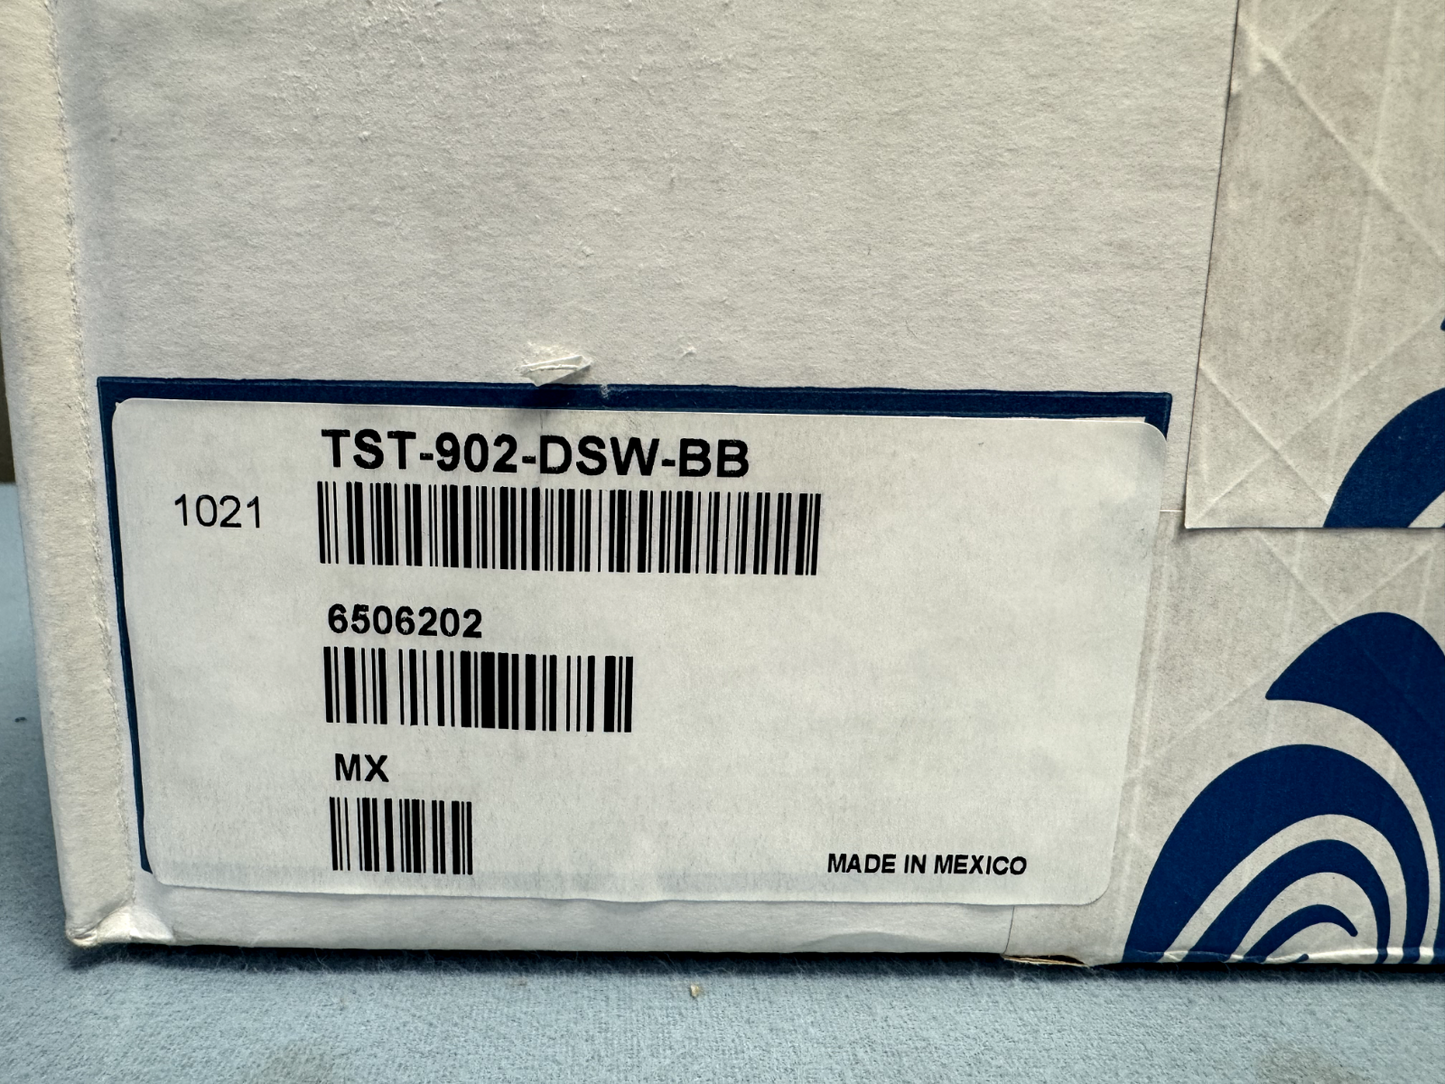 TST-902-DSW-BB
1021
6506202
MX
MADE IN MEXICO